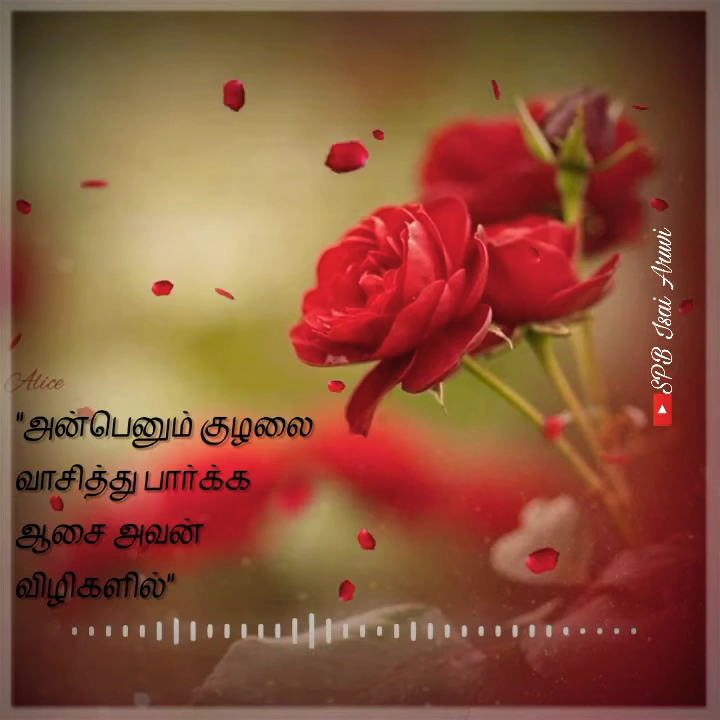 Alice
"அன்பெனும் குழலை
வாசித்து பார்க்க
ஆசை அவன்
விழிகளில்"
SPB Isai Aruvi